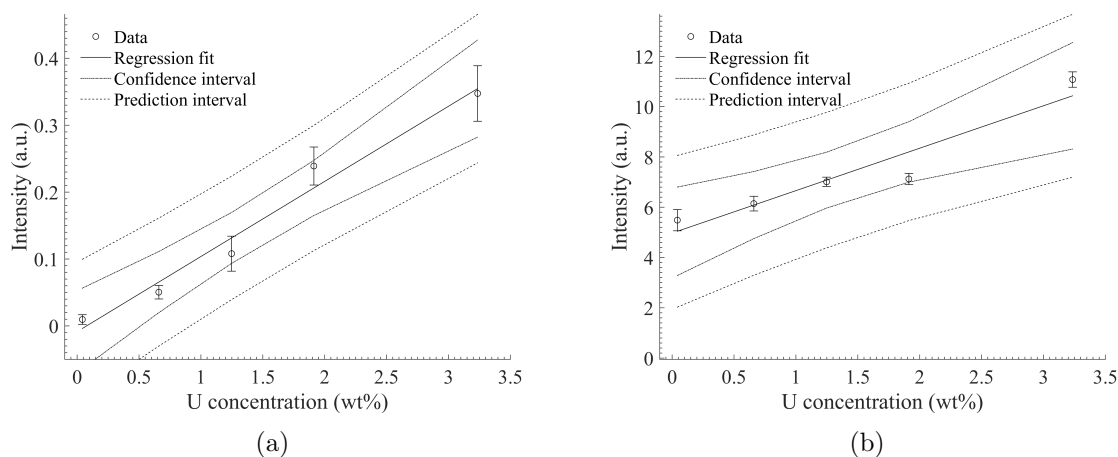 Data
Regression fit
Confidence interval
Prediction interval
0.4
0.3
0.2
0.1
0
Intensity (a.u.)
0 0.5 1 1.5 2 2.5 3 3.5
U concentration (wt%)
(a)
Data
Regression fit
Confidence interval
Prediction interval
12
10
8
6
4
2
0
Intensity (a.u.)
0 0.5 1 1.5 2 2.5 3 3.5
U concentration (wt%)
(b)